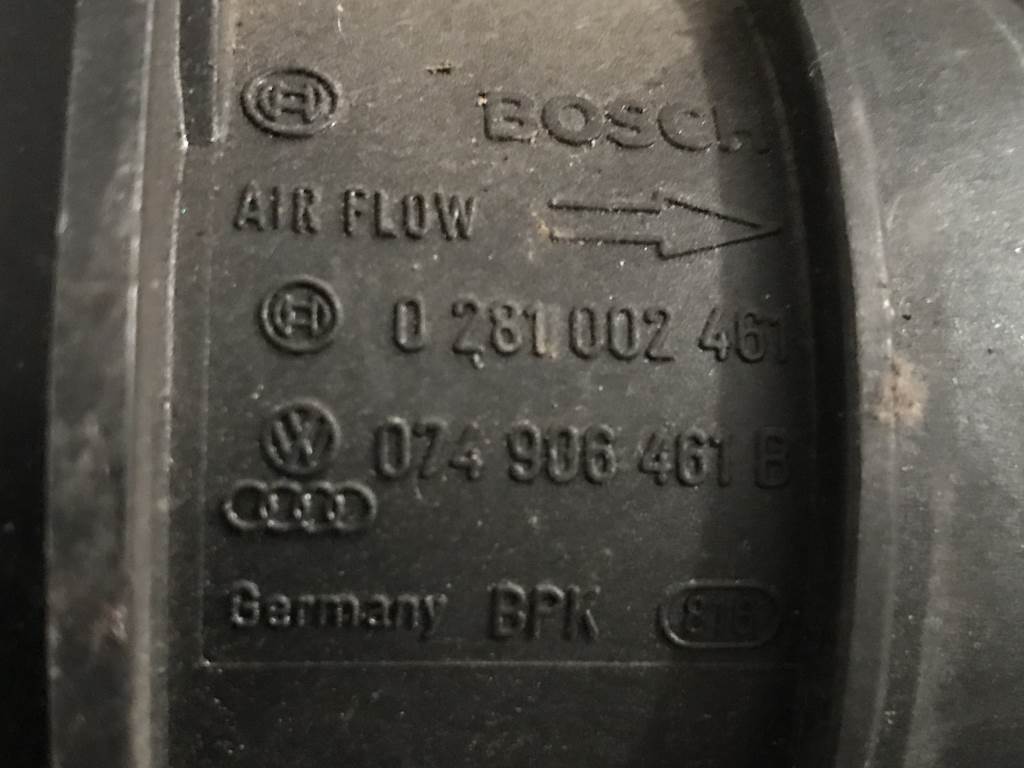 BOSCH
AIR FLOW
0 281 002 461
074 906 461 B
Germany BPK